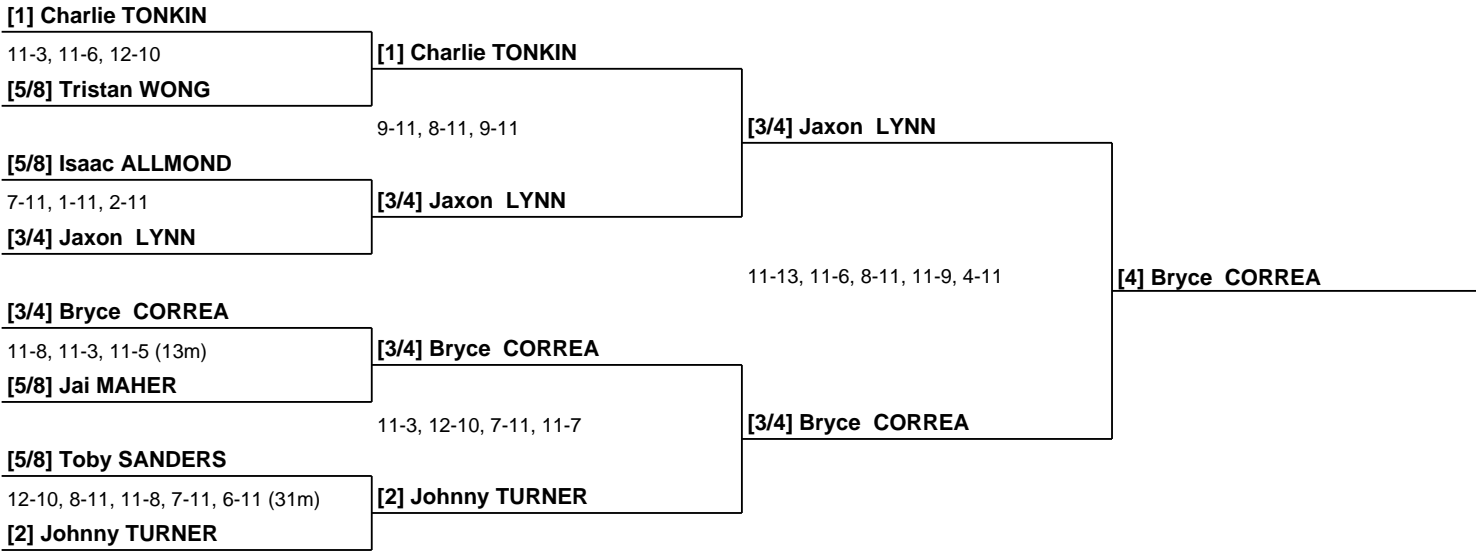 [1] Charlie TONKIN
11-3, 11-6, 12-10
[5/8] Tristan WONG
[1] Charlie TONKIN
9-11, 8-11, 9-11
[5/8] Isaac ALLMOND
7-11, 1-11, 2-11
[3/4] Jaxon LYNN
[3/4] Jaxon LYNN
[3/4] Jaxon LYNN
11-13, 11-6, 8-11, 11-9, 4-11
[4] Bryce CORREA
[3/4] Bryce CORREA
11-8, 11-3, 11-5 (13m)
[5/8] Jai MAHER
[3/4] Bryce CORREA
11-3, 12-10, 7-11, 11-7
[3/4] Bryce CORREA
[5/8] Toby SANDERS
12-10, 8-11, 11-8, 7-11, 6-11 (31m)
[2] Johnny TURNER
[2] Johnny TURNER